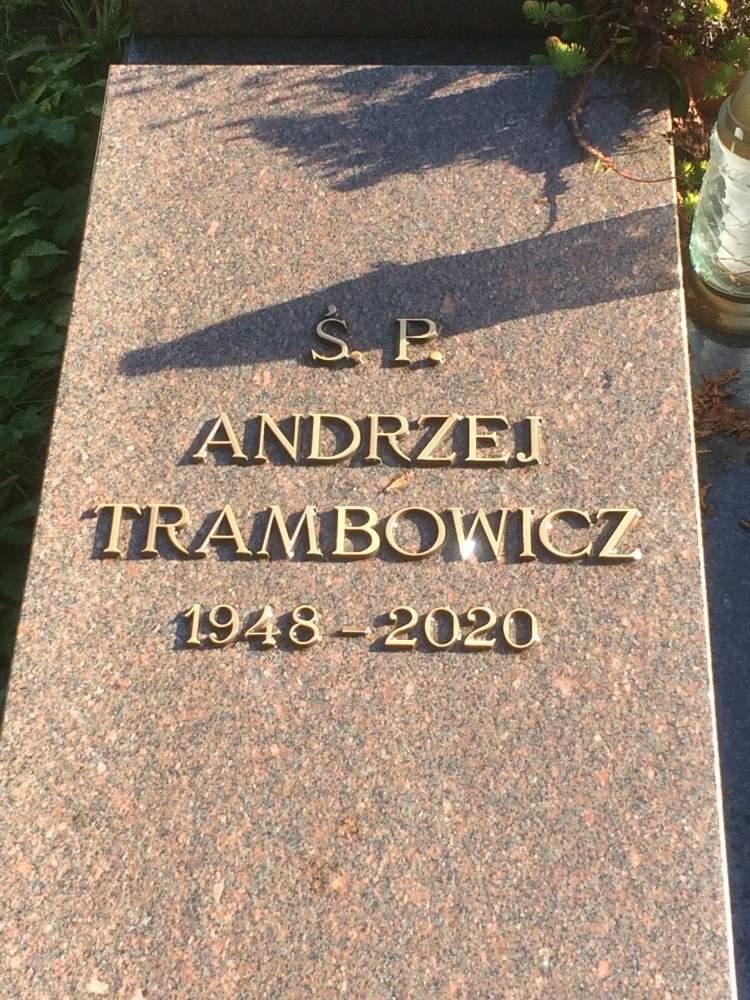 Ś. P.
ANDRZEJ
TRAMBOWICZ
1948 – 2020